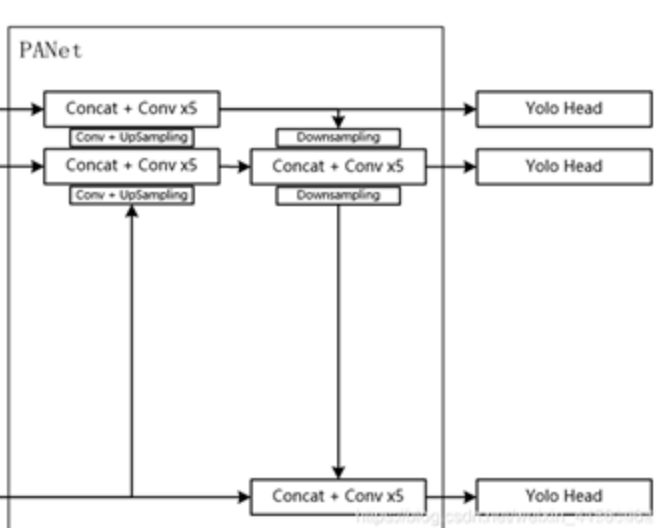 PANet
Concat + Conv x5
Yolo Head
Conv + UpSampling
Downsampling
Concat + Conv x5
Concat + Conv x5
Yolo Head
Conv + UpSampling
Downsampling
Concat + Conv x5
Yolo Head